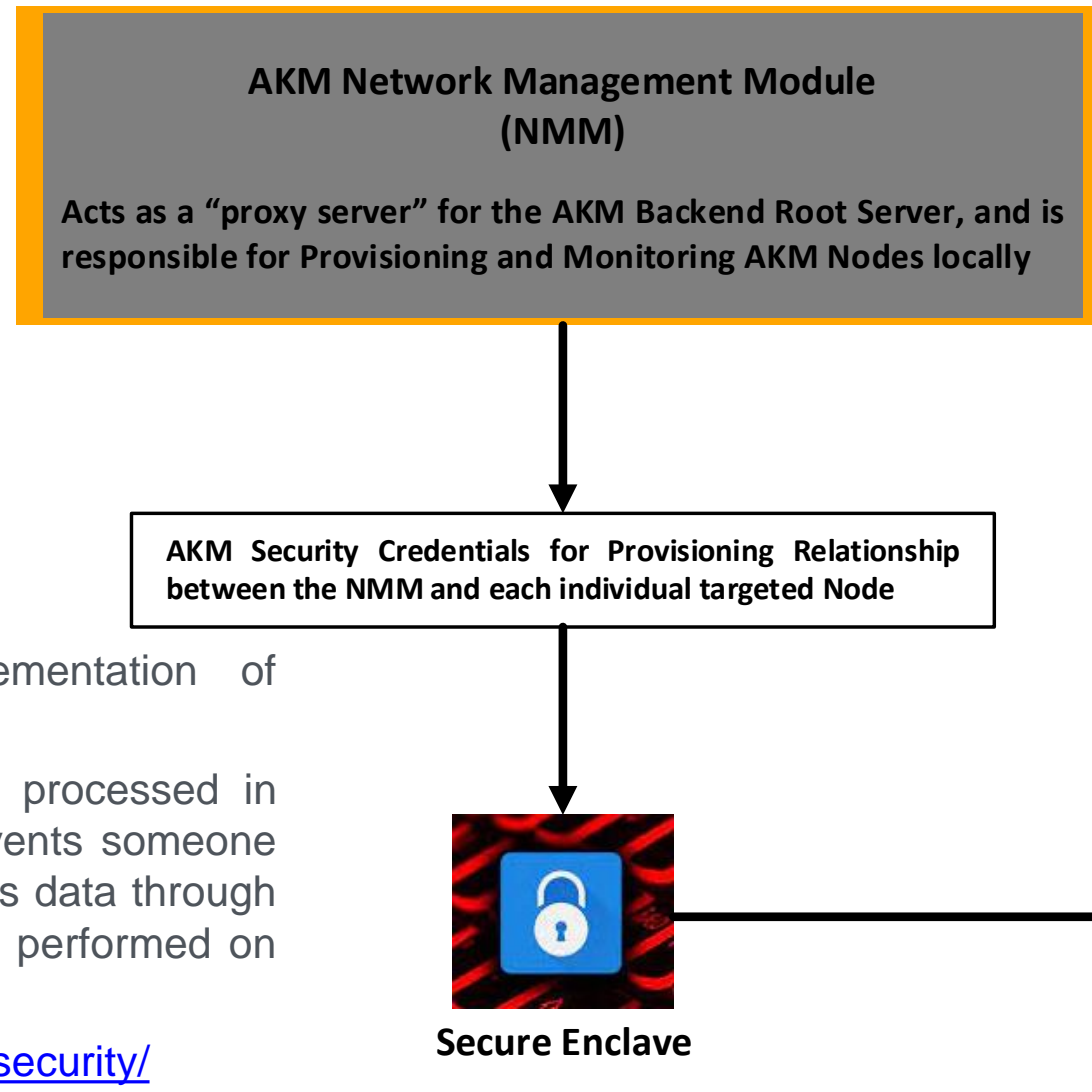 AKM Network Management Module
(NMM)
Acts as a “proxy server” for the AKM Backend Root Server, and is
responsible for Provisioning and Monitoring AKM Nodes locally
AKM Security Credentials for Provisioning Relationship
between the NMM and each individual targeted Node
ementation of
processed in
vents someone
s data through
performed on
security/
Secure Enclave